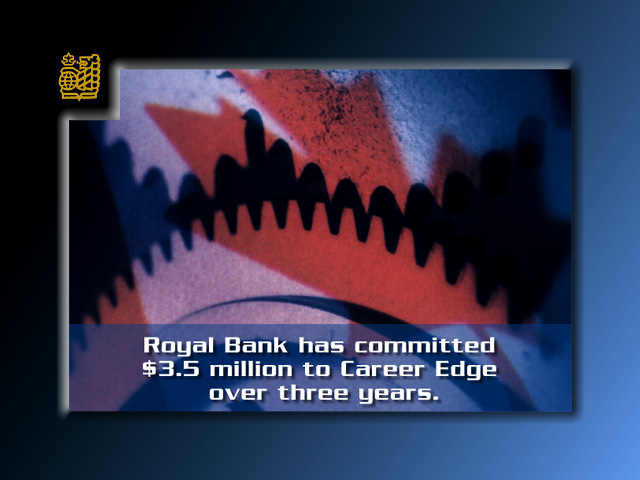 Royal Bank has committed
$3.5 million to Career Edge
over three years.